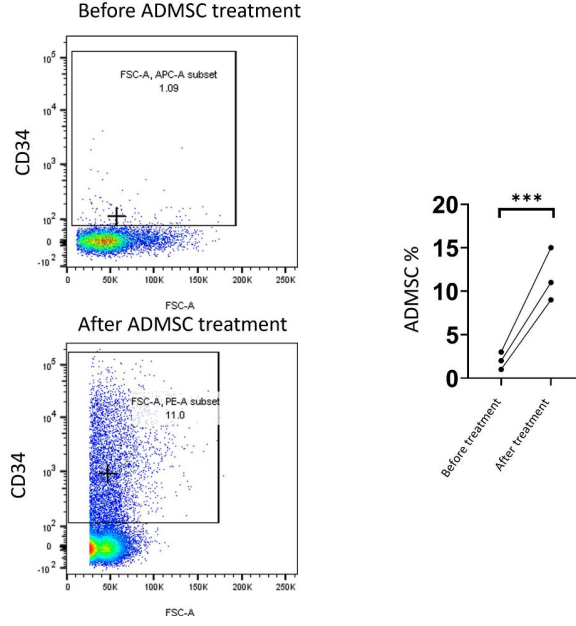 Before ADMSC treatment
CD34
10^5
10^4
10^3
10^2
0
-10^2
FSC-A, APC-A subset
1.09
0 50K 100K 150K 200K 250K
FSC-A
After ADMSC treatment
CD34
10^5
10^4
10^3
10^2
0
-10^2
FSC-A, PE-A subset
11.0
0 50K 100K 150K 200K 250K
FSC-A
ADMSC %
20
15
10
5
0
***
Before treatment
After treatment